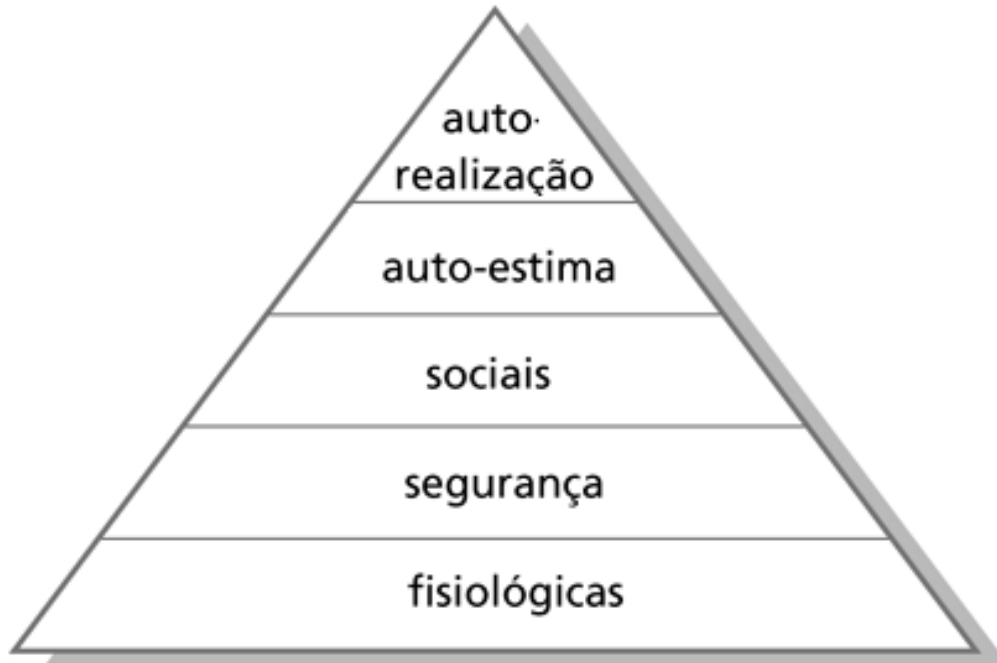 auto-
realização
auto-estima
sociais
segurança
fisiológicas